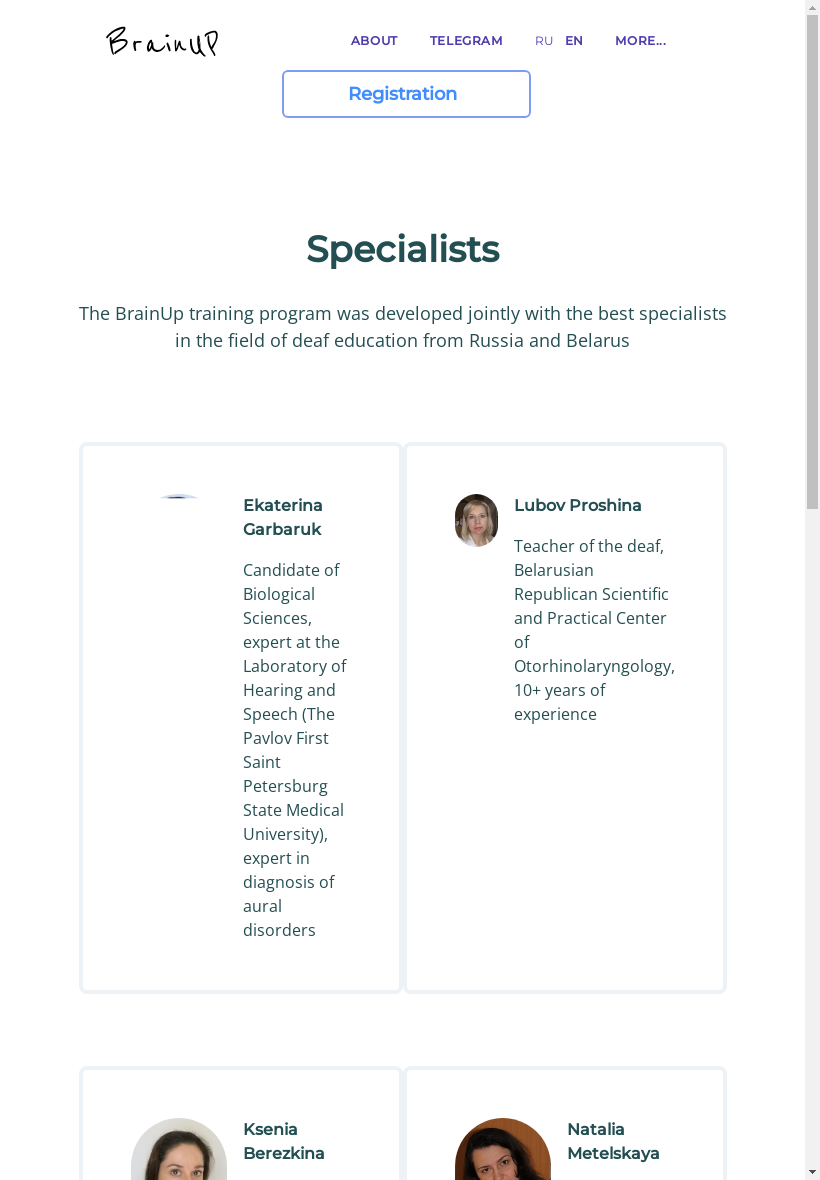 BrainUP
ABOUT TELEGRAM RU EN MORE...
Registration
Specialists
The BrainUp training program was developed jointly with the best specialists
in the field of deaf education from Russia and Belarus
Ekaterina
Garbaruk
Candidate of
Biological
Sciences,
expert at the
Laboratory of
Hearing and
Speech (The
Pavlov First
Saint
Petersburg
State Medical
University),
expert in
diagnosis of
aural
disorders
Lubov Proshina
Teacher of the deaf,
Belarusian
Republican Scientific
and Practical Center
of
Otorhinolaryngology,
10+ years of
experience
Ksenia
Berezkina
Natalia
Metelskaya